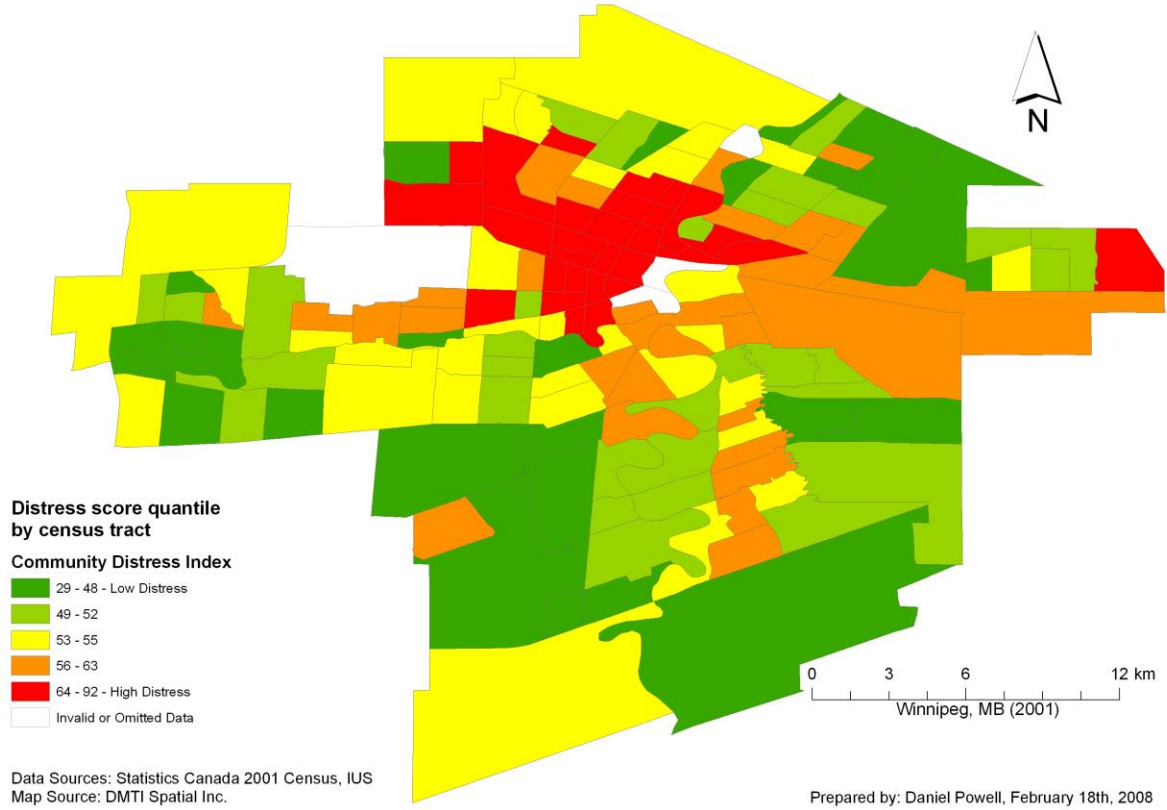 N
Distress score quantile
by census tract
Community Distress Index
29 - 48 - Low Distress
49 - 52
53 - 55
56 - 63
64 - 92 - High Distress
Invalid or Omitted Data
0 3 6 12 km
Winnipeg, MB (2001)
Data Sources: Statistics Canada 2001 Census, IUS
Map Source: DMTI Spatial Inc.
Prepared by: Daniel Powell, February 18th, 2008